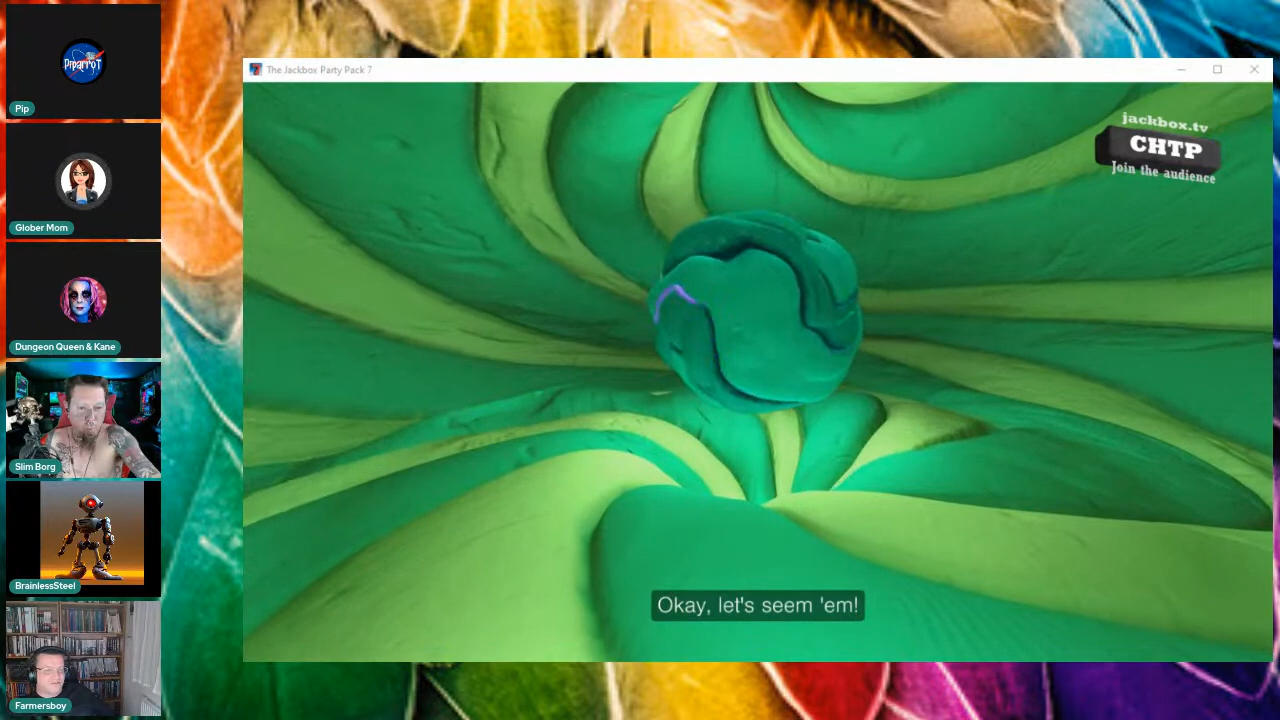 PiparroT
Pip
Glober Mom
Dungeon Queen & Kane
Slim Borg
BrainlessSteel
Farmersboy
The Jackbox Party Pack 7
jackbox.tv
CHTP
Join the audience
Okay, let's seem 'em!